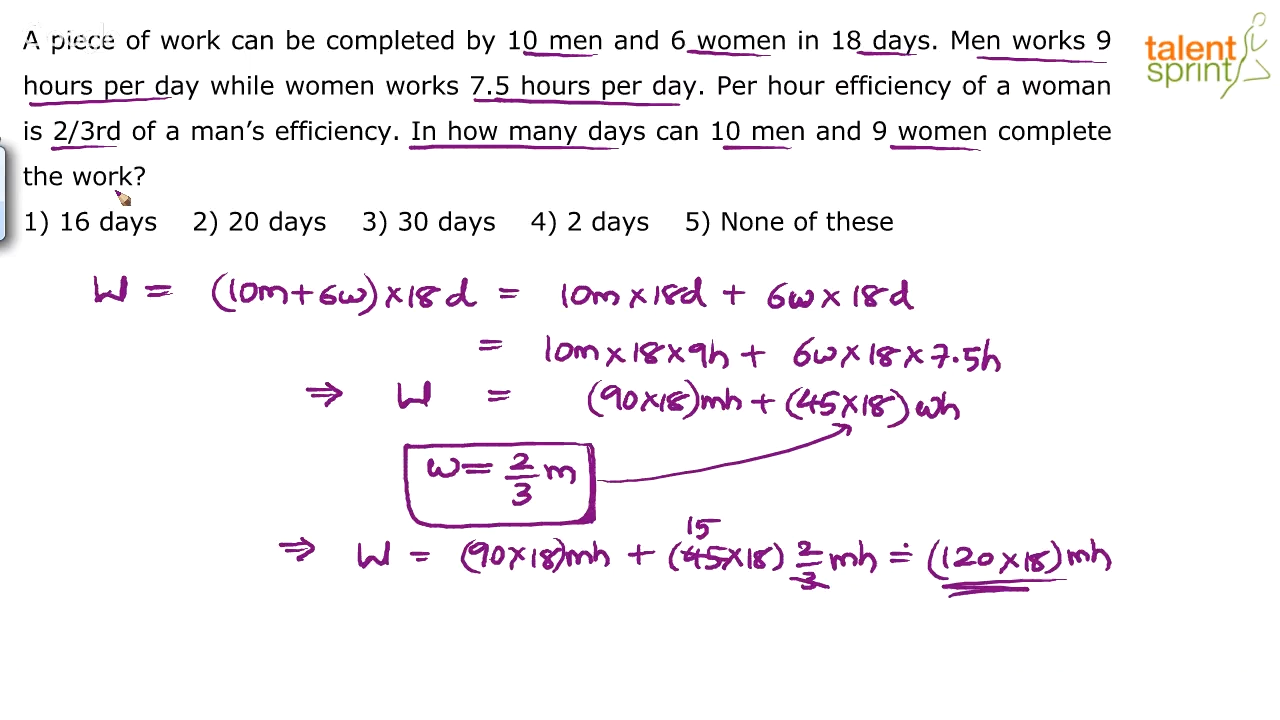 A piece of work can be completed by 10 men and 6 women in 18 days. Men works 9
hours per day while women works 7.5 hours per day. Per hour efficiency of a woman
is 2/3rd of a man's efficiency. In how many days can 10 men and 9 women complete
the work?
1) 16 days 2) 20 days 3) 30 days 4) 2 days 5) None of these
talent
sprint
W = (10m+6w)×18d = 10m×18d + 6w×18d
= 10m×18×9h + 6w×18×7.5h
⇒ W = (90×18)mh + (45×18)wh
w = 2/3 m
15
⇒ W = (90×18)mh + (45×18) 2/3 mh = (120×18)mh